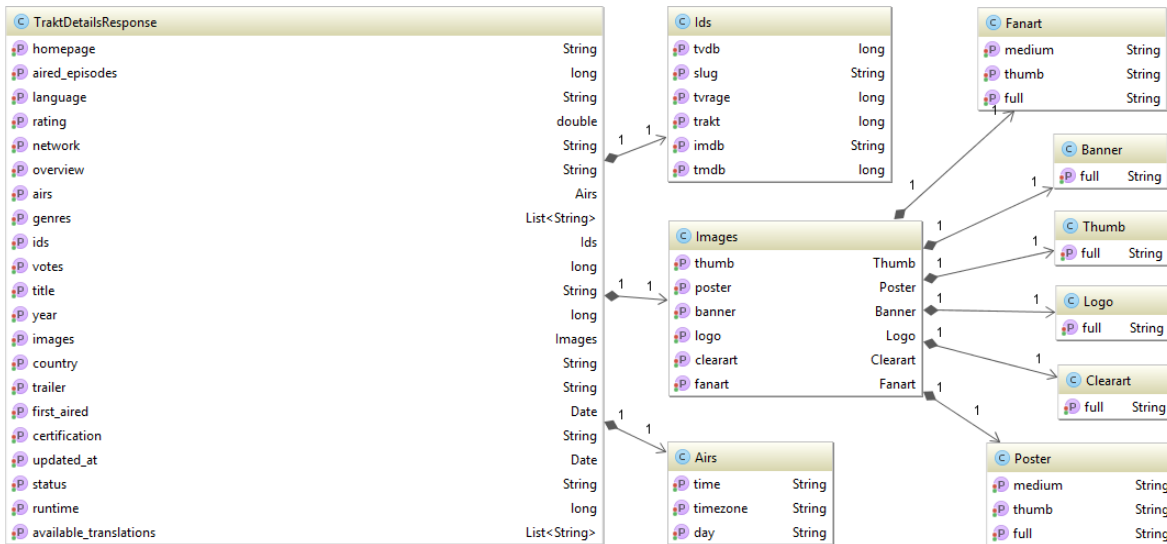 C TraktDetailsResponse
P homepage String
P aired_episodes long
P language String
P rating double
P network String
P overview String
P airs Airs
P genres List<String>
P ids Ids
P votes long
P title String
P year long
P images Images
P country String
P trailer String
P first_aired Date
P certification String
P updated_at Date
P status String
P runtime long
P available_translations List<String>
1 1
1 1
1 1
C Ids
P tvdb long
P slug String
P tvrage long
P trakt long
P imdb String
P tmdb long
C Images
P thumb Thumb
P poster Poster
P banner Banner
P logo Logo
P clearart Clearart
P fanart Fanart
C Airs
P time String
P timezone String
P day String
1 1
1 1
1 1
1 1
1 1
1 1
C Fanart
P medium String
P thumb String
P full String
C Banner
P full String
C Thumb
P full String
C Logo
P full String
C Clearart
P full String
C Poster
P medium String
P thumb String
P full String